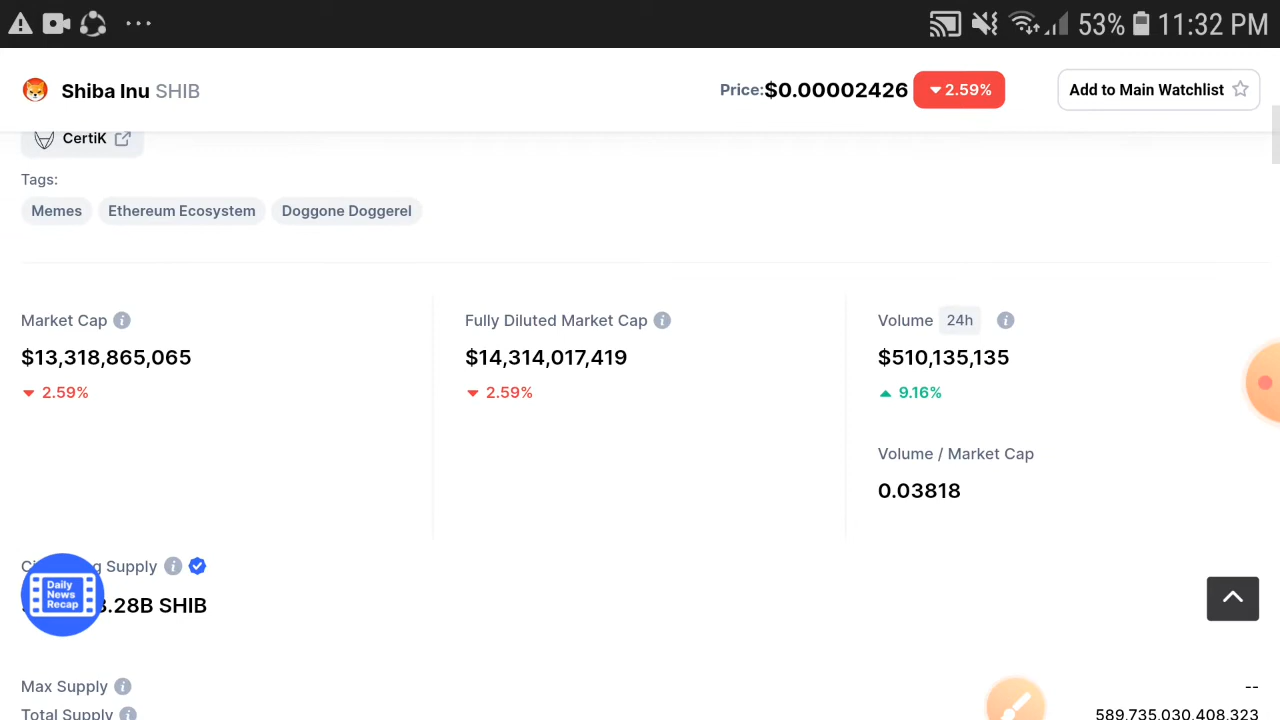 53% 11:32 PM
Shiba Inu SHIB
Price:$0.00002426 2.59%
Add to Main Watchlist
CertiK
Tags:
Memes Ethereum Ecosystem Doggone Doggerel
Market Cap
$13,318,865,065
2.59%
Fully Diluted Market Cap
$14,314,017,419
2.59%
Volume 24h
$510,135,135
9.16%
Volume / Market Cap
0.03818
Supply
.28B SHIB
Daily
News
Recap
Max Supply --
Total Supply 589,735,030,408,323